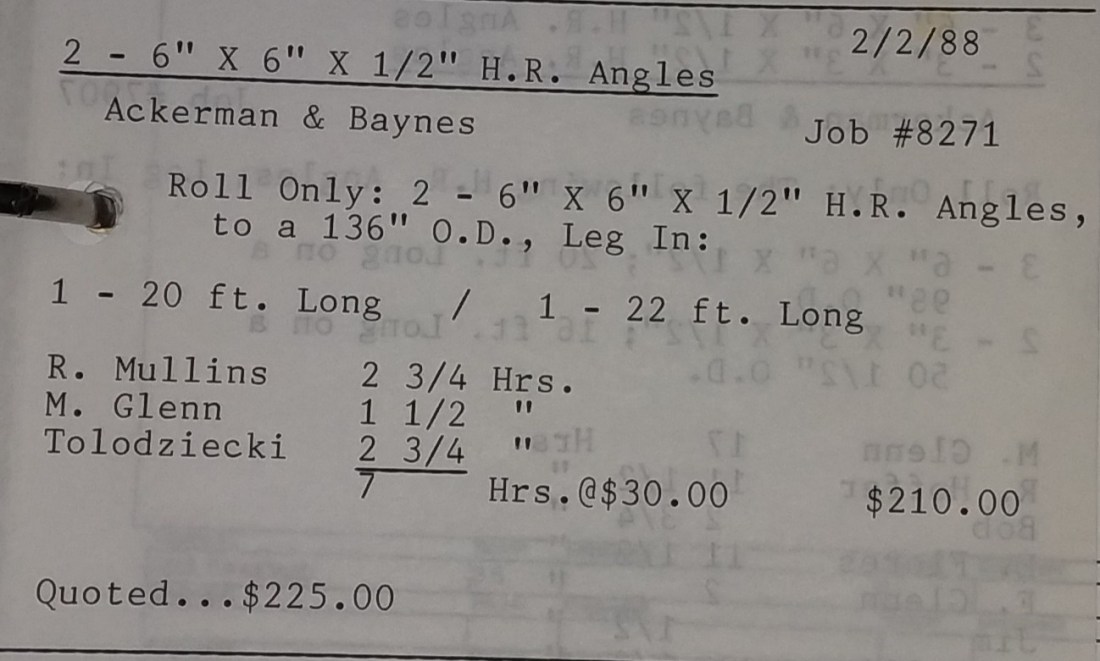 2 - 6" X 6" X 1/2" H.R. Angles 2/2/88
Ackerman & Baynes Job #8271
Roll Only: 2 - 6" X 6" X 1/2" H.R. Angles,
to a 136" O.D., Leg In:
1 - 20 ft. Long / 1 - 22 ft. Long
R. Mullins 2 3/4 Hrs.
M. Glenn 1 1/2 "
Tolodziecki 2 3/4 "
7 Hrs.@$30.00 $210.00
Quoted...$225.00